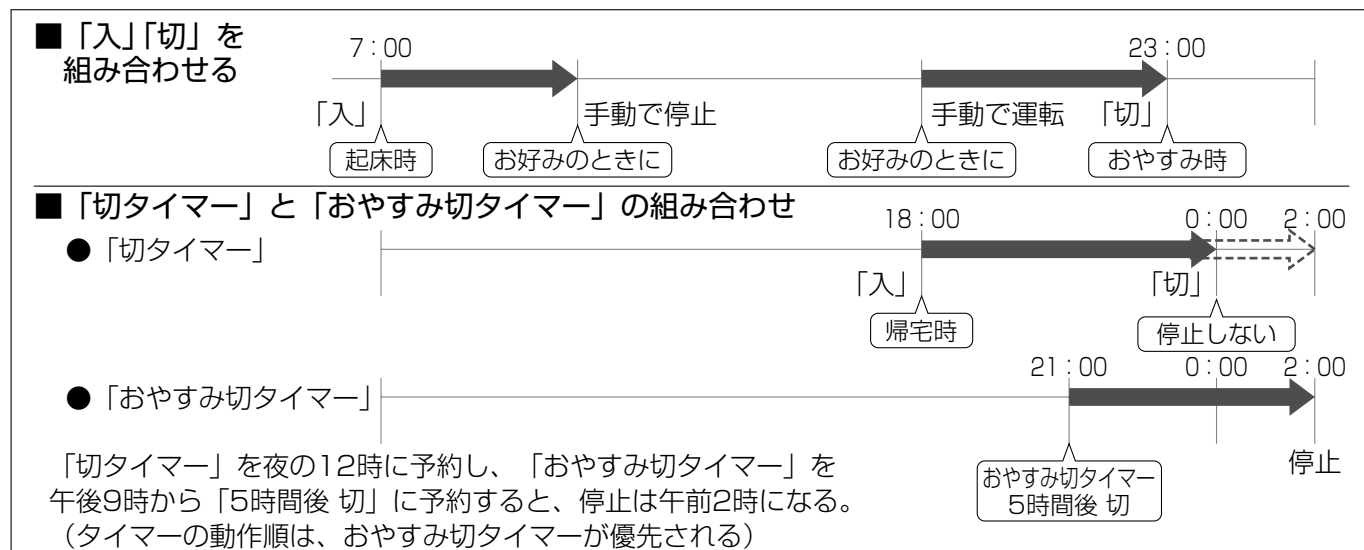 ■「入」「切」を
組み合わせる
7：00
23：00
「入」
手動で停止
手動で運転
「切」
起床時
お好みのときに
お好みのときに
おやすみ時
■「切タイマー」と「おやすみ切タイマー」の組み合わせ
●「切タイマー」
18：00
0：00
2：00
「入」
「切」
帰宅時
停止しない
●「おやすみ切タイマー」
21：00
0：00
2：00
おやすみ切タイマー
5時間後 切
停止
「切タイマー」を夜の12時に予約し、「おやすみ切タイマー」を
午後9時から「5時間後 切」に予約すると、停止は午前2時になる。
（タイマーの動作順は、おやすみ切タイマーが優先される）